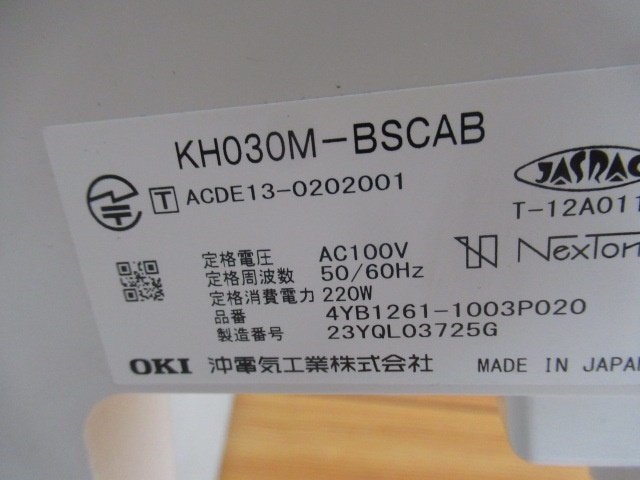 KH030M-BSCAB
T ACDE13-0202001
JASRAC
T-12A011
定格電圧 AC100V
NexTon
定格周波数 50/60Hz
定格消費電力 220W
品番 4YB1261-1003P020
製造番号 23YQL03725G
OKI 沖電気工業株式会社 MADE IN JAPAN